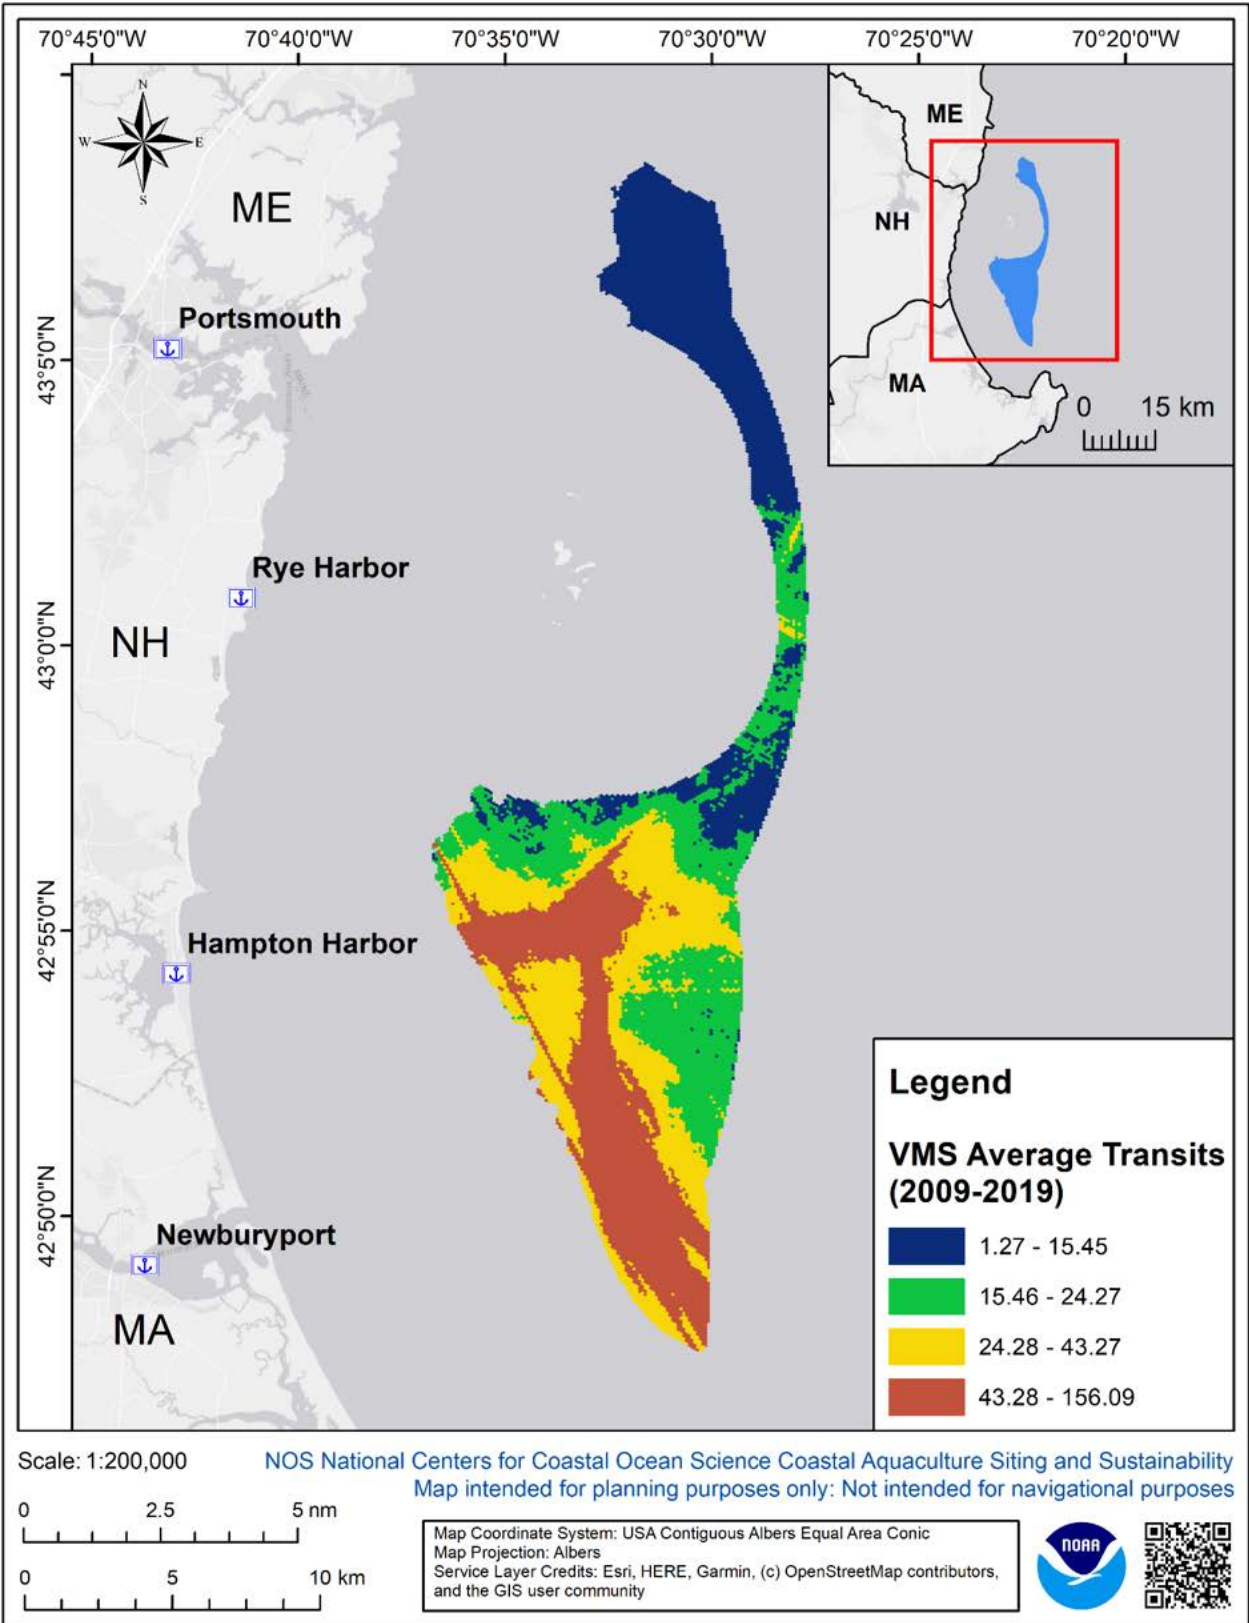 70°45'0"W 70°40'0"W 70°35'0"W 70°30'0"W 70°25'0"W 70°20'0"W
N
W E
S
ME
ME
NH
MA
0 15 km
Portsmouth
43°5'0"N
Rye Harbor
NH
43°0'0"N
42°55'0"N
Hampton Harbor
42°50'0"N
Newburyport
MA
Legend
VMS Average Transits
(2009-2019)
1.27 - 15.45
15.46 - 24.27
24.28 - 43.27
43.28 - 156.09
Scale: 1:200,000
NOS National Centers for Coastal Ocean Science Coastal Aquaculture Siting and Sustainability
Map intended for planning purposes only: Not intended for navigational purposes
0 2.5 5 nm
0 5 10 km
Map Coordinate System: USA Contiguous Albers Equal Area Conic
Map Projection: Albers
Service Layer Credits: Esri, HERE, Garmin, (c) OpenStreetMap contributors,
and the GIS user community
NOAA